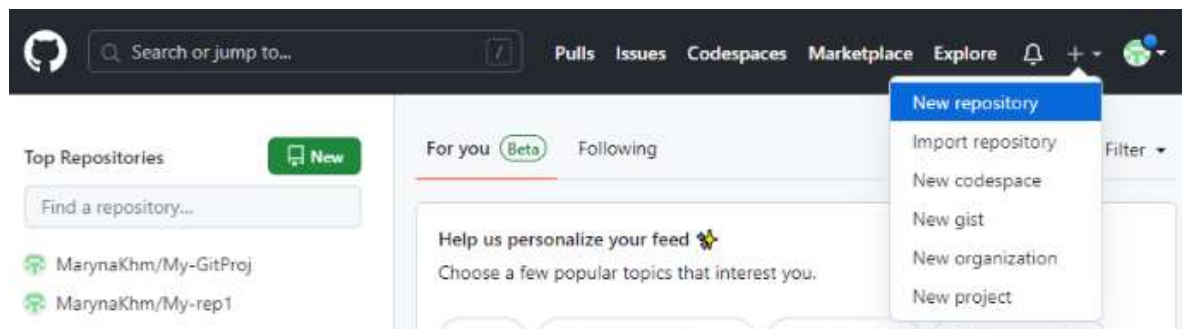 Search or jump to... /
Pulls Issues Codespaces Marketplace Explore
New repository
Import repository
New codespace
New gist
New organization
New project
Top Repositories
New
Find a repository...
MarynaKhm/My-GitProj
MarynaKhm/My-rep1
For you Beta Following
Filter
Help us personalize your feed
Choose a few popular topics that interest you.